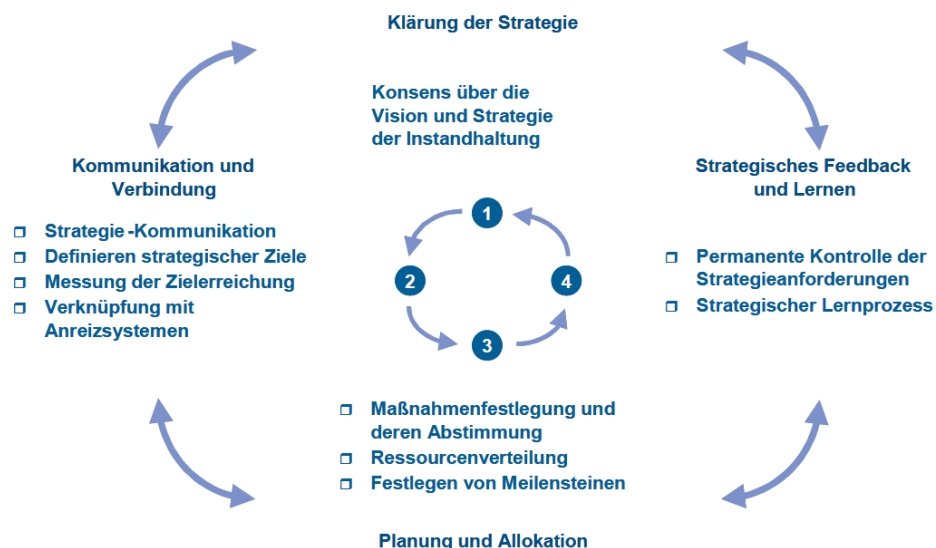 Klärung der Strategie
Konsens über die
Vision und Strategie
der Instandhaltung
Kommunikation und
Verbindung
Strategie-Kommunikation
Definieren strategischer Ziele
Messung der Zielerreichung
Verknüpfung mit
Anreizsystemen
Strategisches Feedback
und Lernen
Permanente Kontrolle der
Strategieanforderungen
Strategischer Lernprozess
1
2
4
3
Maßnahmenfestlegung und
deren Abstimmung
Ressourcenverteilung
Festlegen von Meilensteinen
Planung und Allokation